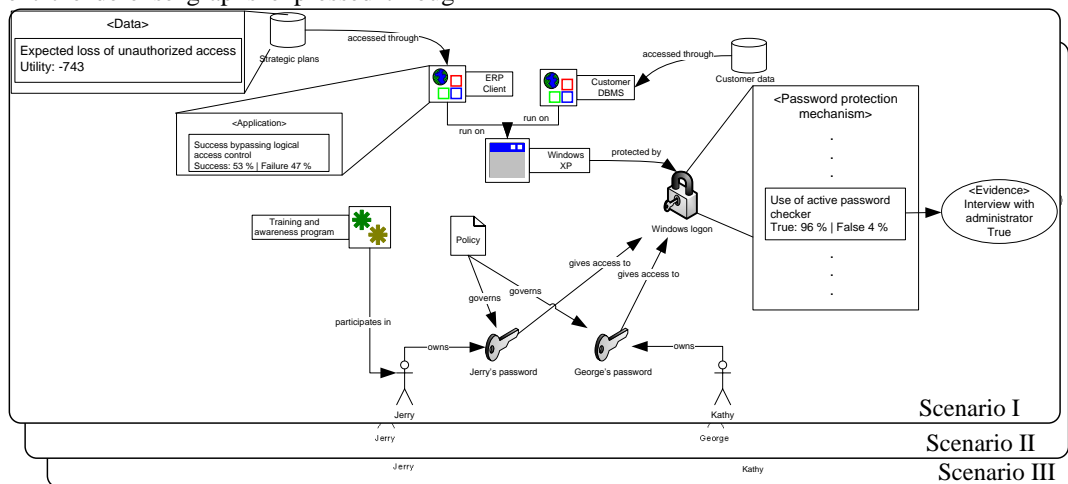 <Data>
Expected loss of unauthorized access
Utility: -743
Strategic plans
accessed through
ERP
Client
Customer
DBMS
accessed through
Customer data
<Application>
Success bypassing logical
access control
Success: 53 % | Failure 47 %
run on
run on
Windows
XP
protected by
Windows logon
<Password protection
mechanism>
.
.
.
Use of active password
checker
True: 96 % | False 4 %
.
.
.
<Evidence>
Interview with
administrator
True
Training and
awareness program
Policy
gives access to
gives access to
governs
governs
participates in
owns
owns
Jerry's password
George's password
Jerry
Kathy
Scenario I
Jerry
George
Scenario II
Jerry
Kathy
Scenario III